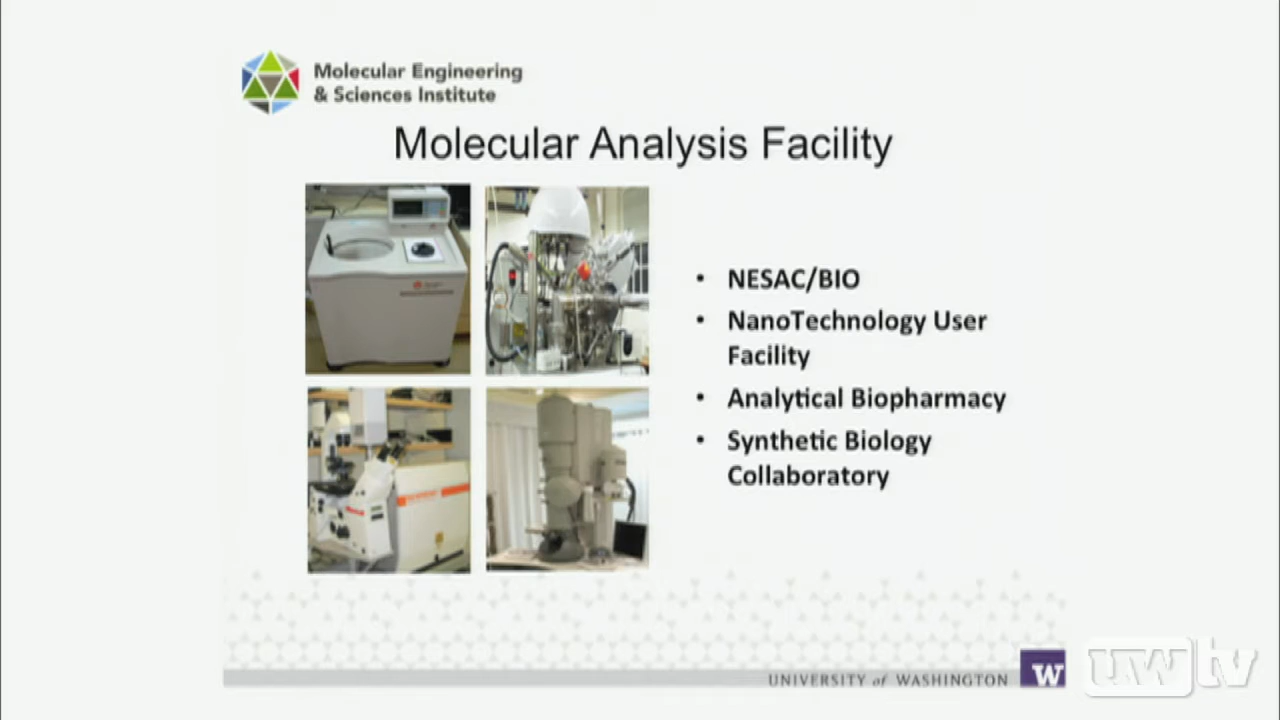 Molecular Engineering
& Sciences Institute
Molecular Analysis Facility
• NESAC/BIO
• NanoTechnology User
Facility
• Analytical Biopharmacy
• Synthetic Biology
Collaboratory
UNIVERSITY of WASHINGTON
W
uwtv